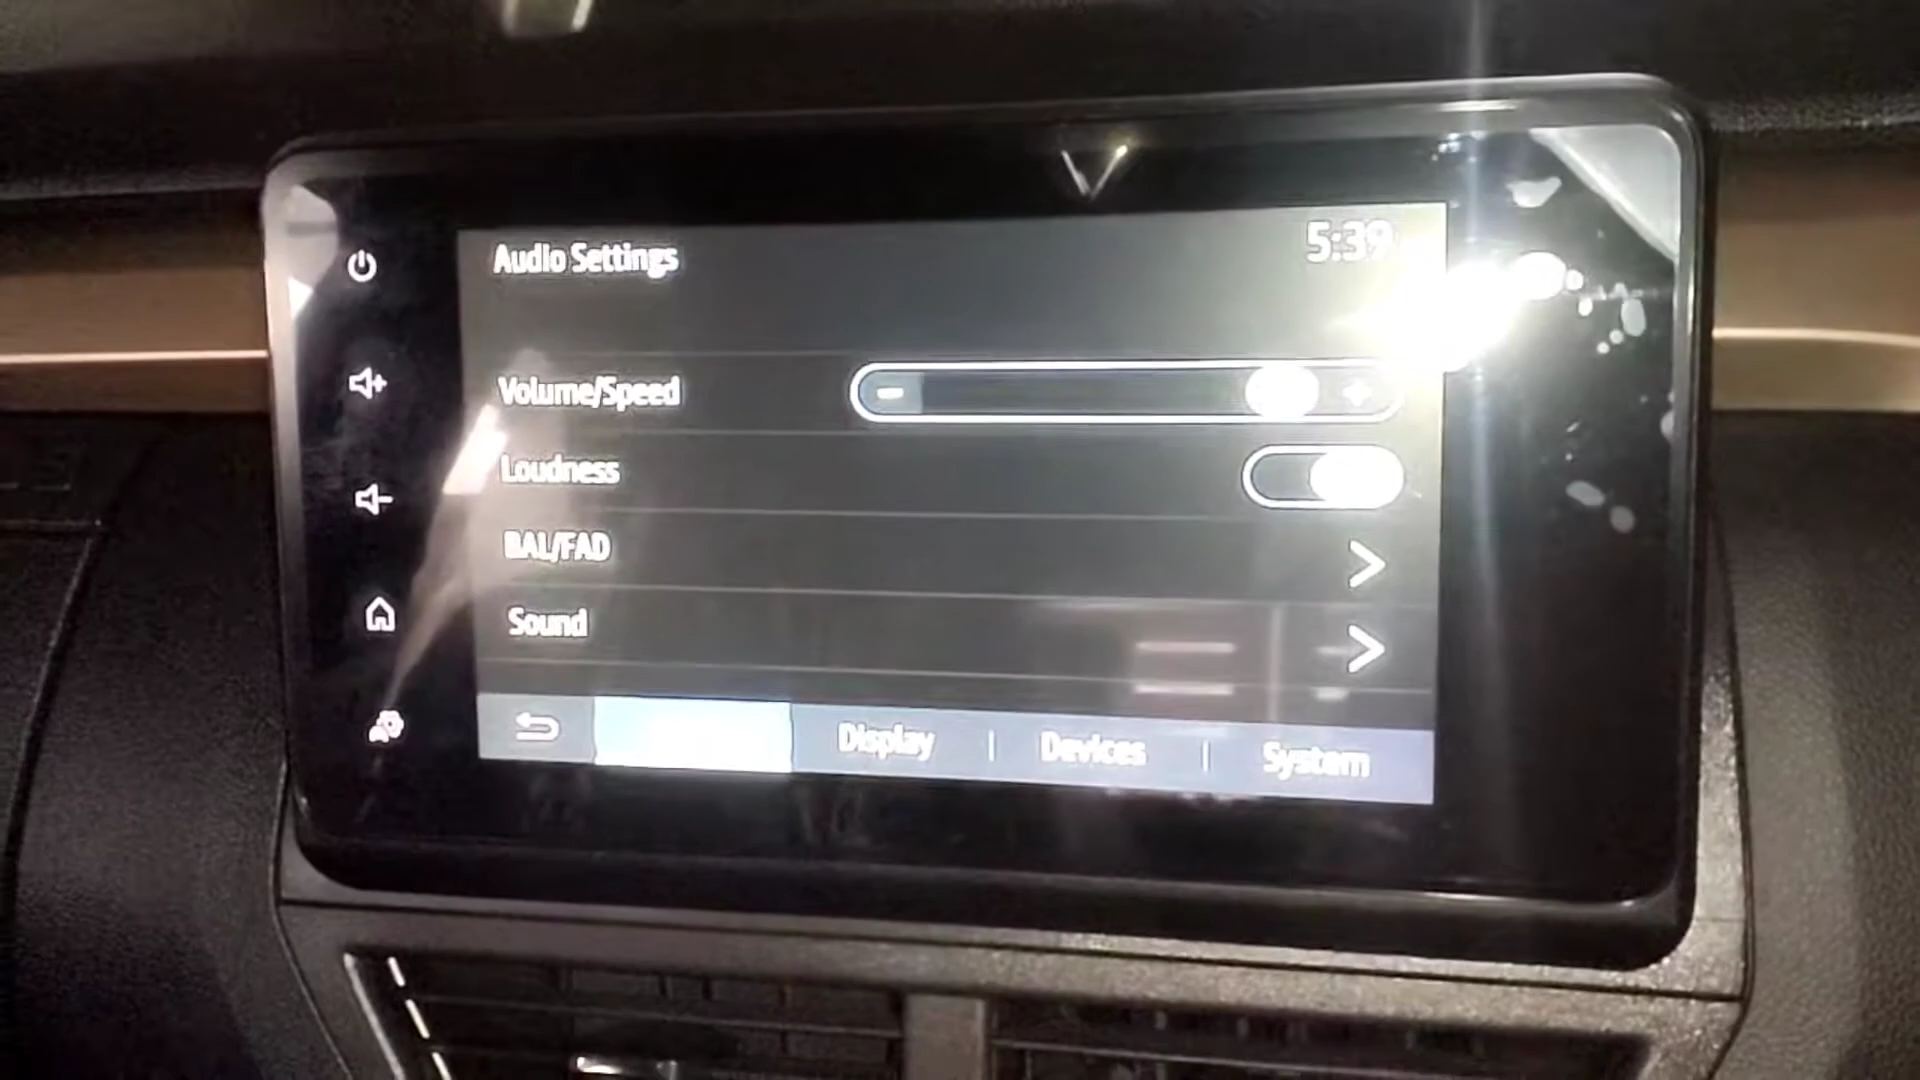 Audio Settings
5:39
Volume/Speed
Loudness
BAL/FAD
Sound
Display
Devices
System